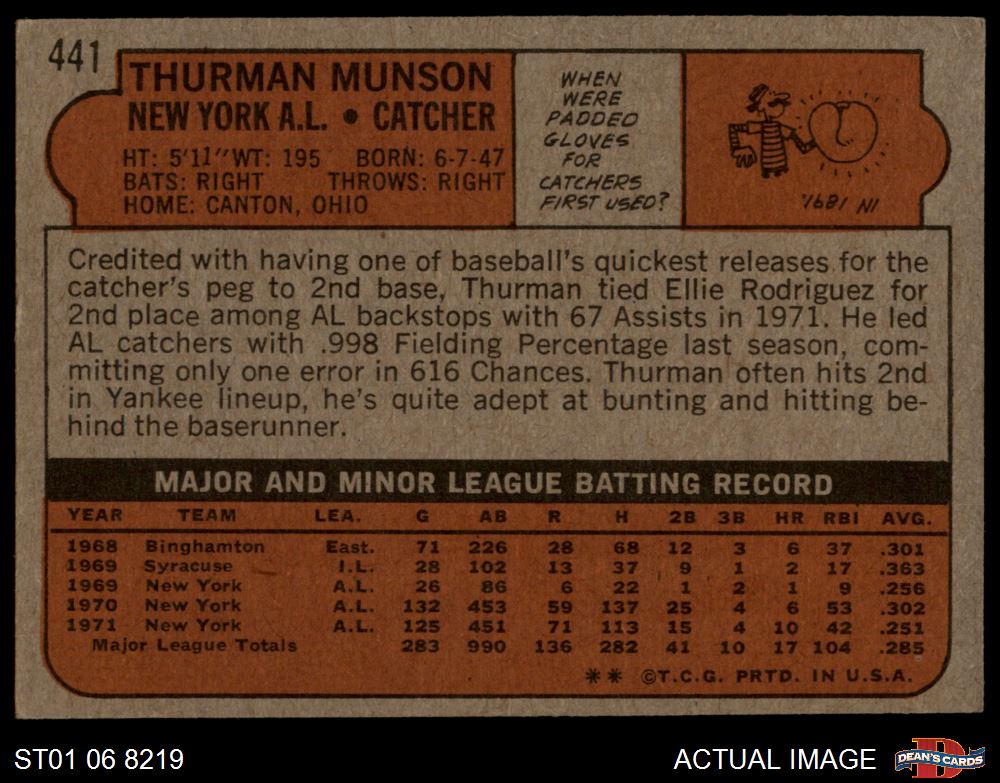 441
THURMAN MUNSON
NEW YORK A.L. • CATCHER
HT: 5'11" WT: 195 BORN: 6-7-47
BATS: RIGHT THROWS: RIGHT
HOME: CANTON, OHIO
WHEN
WERE
PADDED
GLOVES
FOR
CATCHERS
FIRST USED?
IN 1891.
Credited with having one of baseball's quickest releases for the
catcher's peg to 2nd base, Thurman tied Ellie Rodriguez for
2nd place among AL backstops with 67 Assists in 1971. He led
AL catchers with .998 Fielding Percentage last season, com-
mitting only one error in 616 Chances. Thurman often hits 2nd
in Yankee lineup, he's quite adept at bunting and hitting be-
hind the baserunner.
MAJOR AND MINOR LEAGUE BATTING RECORD
YEAR TEAM LEA. G AB R H 2B 3B HR RBI AVG.
1968 Binghamton East. 71 226 28 68 12 3 6 37 .301
1969 Syracuse I.L. 28 102 13 37 9 1 2 17 .363
1969 New York A.L. 26 86 6 22 1 2 1 9 .256
1970 New York A.L. 132 453 59 137 25 4 6 53 .302
1971 New York A.L. 125 451 71 113 15 4 10 42 .251
Major League Totals 283 990 136 282 41 10 17 104 .285
** ©T.C.G. PRTD. IN U.S.A.
ST01 06 8219
ACTUAL IMAGE
D
DEAN'S CARDS